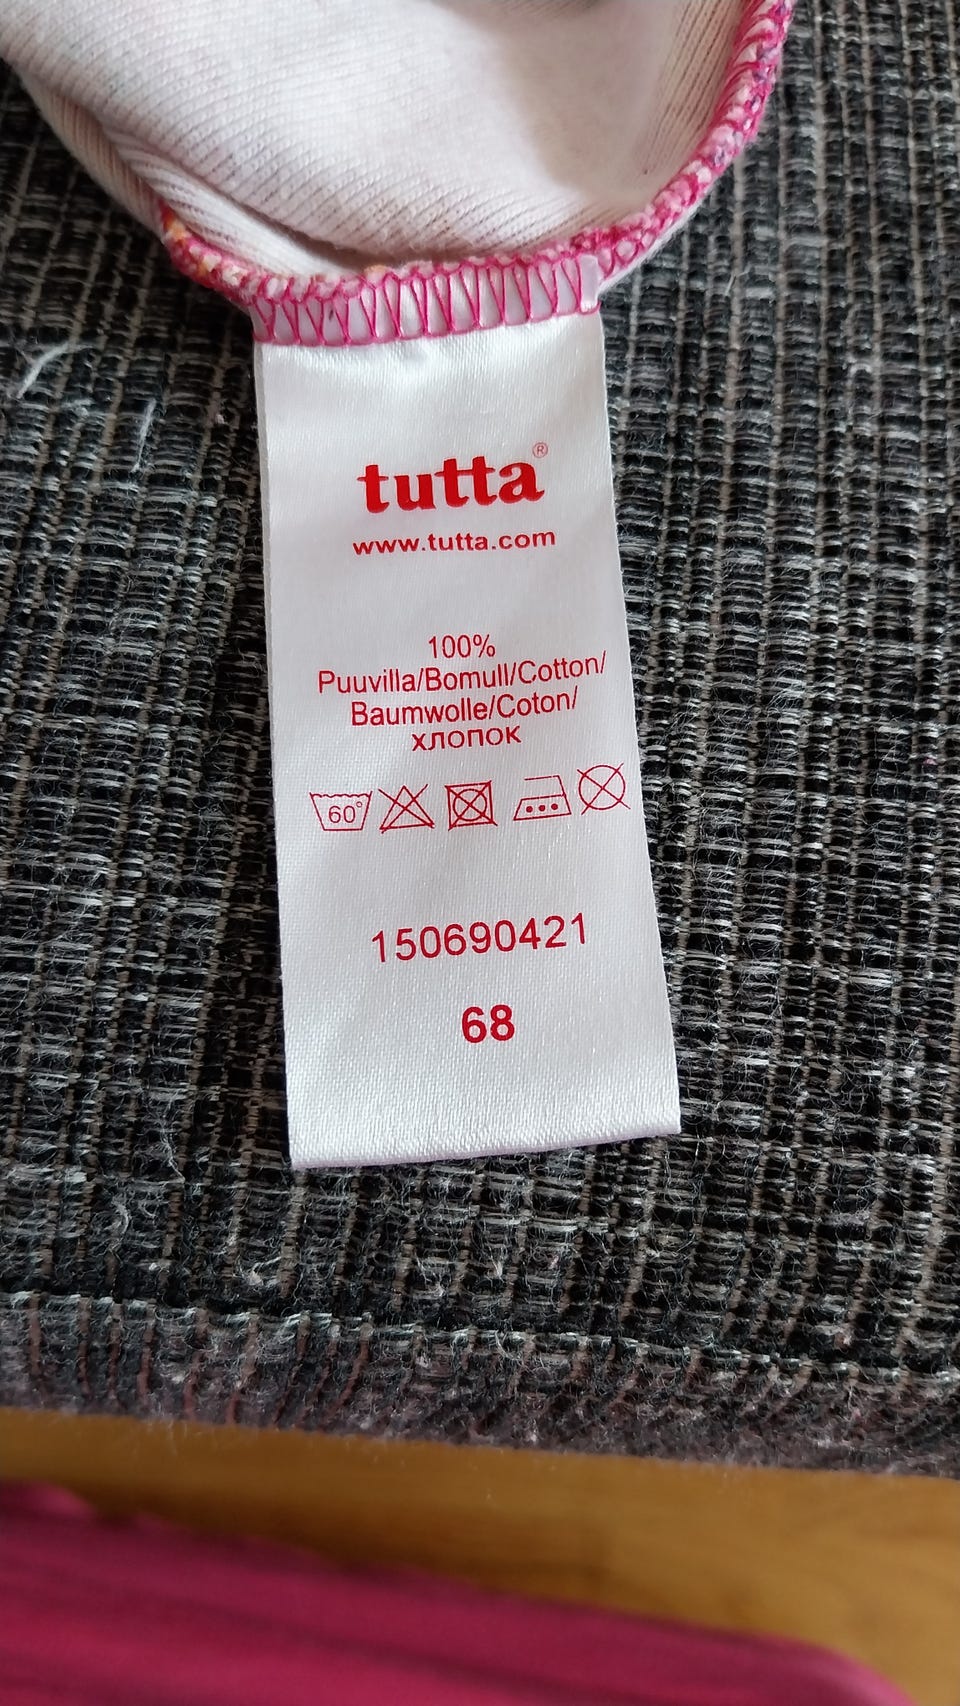 tutta®
www.tutta.com
100%
Puuvilla/Bomull/Cotton/
Baumwolle/Coton/
хлопок
60°
150690421
68